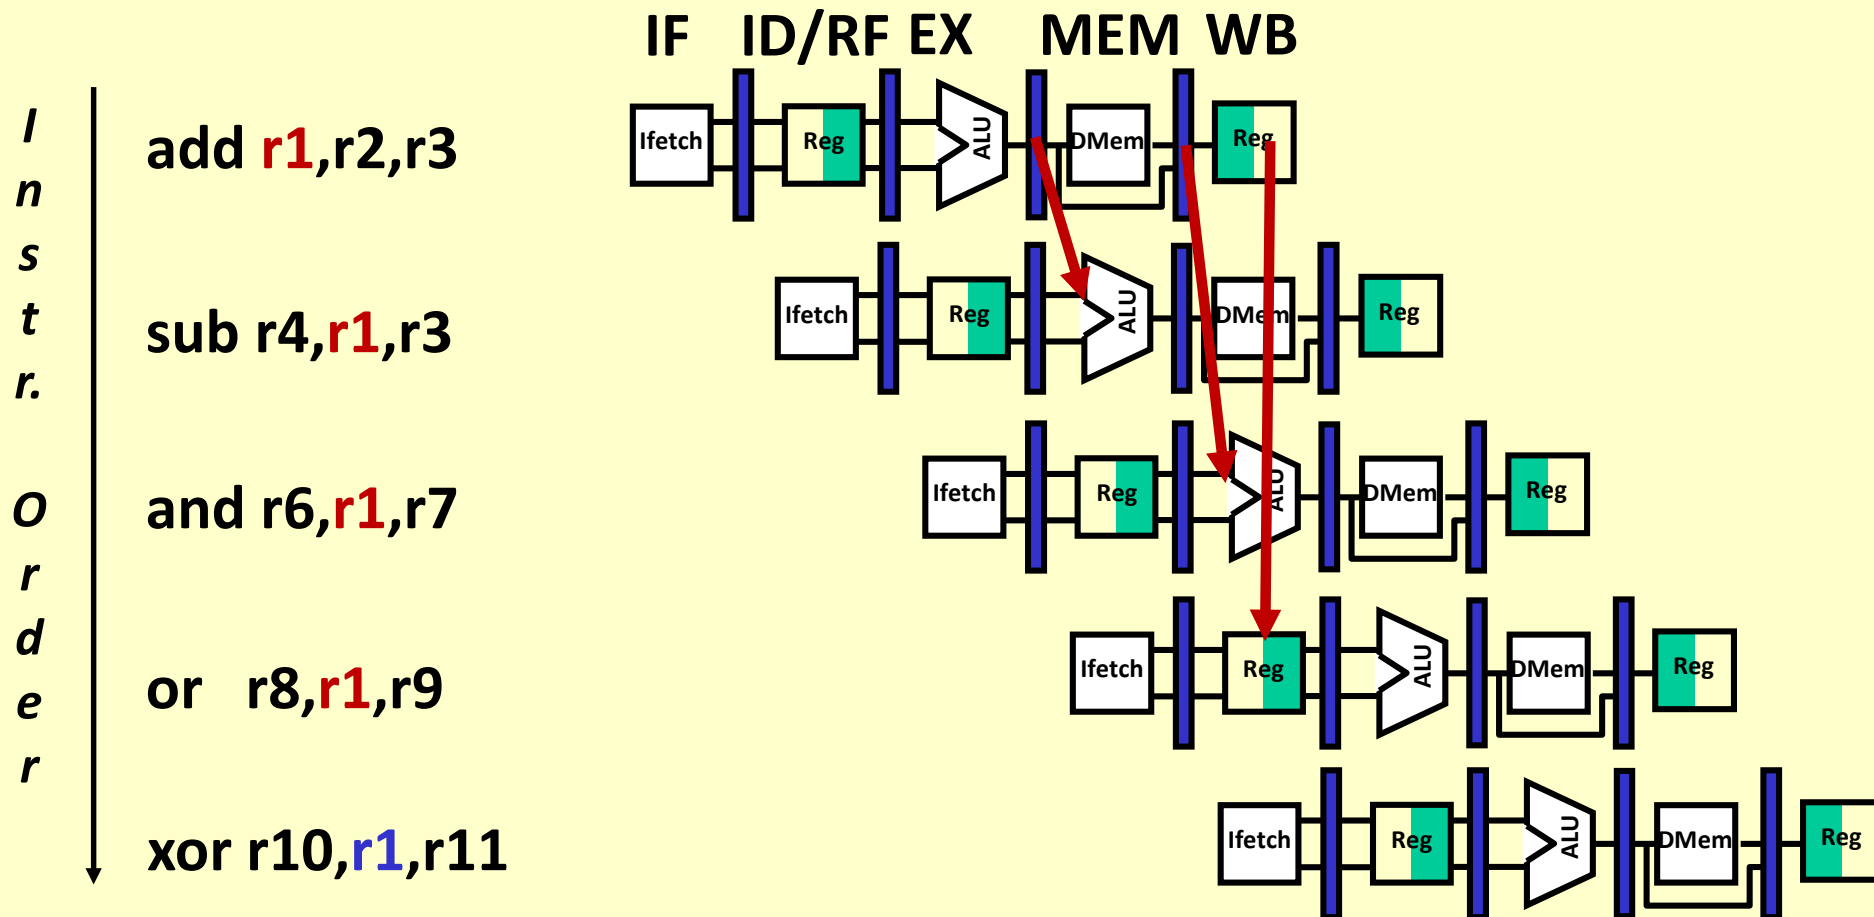 IF ID/RF EX MEM WB
Instr. Order
add r1,r2,r3
Ifetch Reg ALU DMem Reg
sub r4,r1,r3
Ifetch Reg ALU DMem Reg
and r6,r1,r7
Ifetch Reg ALU DMem Reg
or r8,r1,r9
Ifetch Reg ALU DMem Reg
xor r10,r1,r11
Ifetch Reg ALU DMem Reg